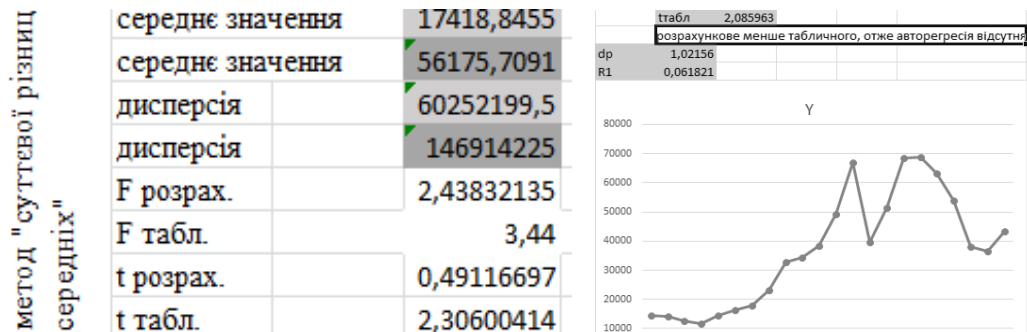 метод "суттєвої різниц
середніх"
середнє значення 17418,8455
середнє значення 56175,7091
дисперсія 60252199,5
дисперсія 146914225
F розрах. 2,43832135
F табл. 3,44
t розрах. 0,49116697
t табл. 2,30600414
tтабл 2,085963
розрахункове менше табличного, отже авторегресія відсутня
dp 1,02156
R1 0,061821
Y
80000
70000
60000
50000
40000
30000
20000
10000